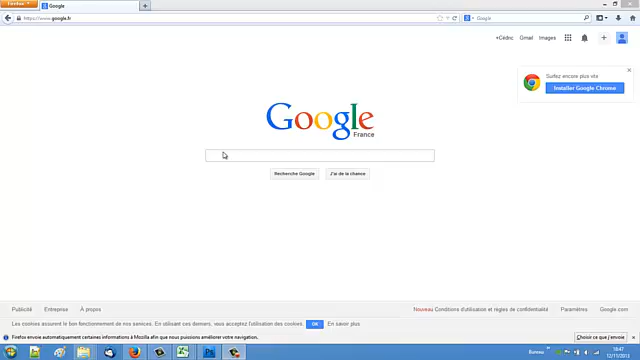 Firefox
Google
https://www.google.fr
Google
+Cédric Gmail Images
Surfez encore plus vite
Installer Google Chrome
Google
France
Recherche Google J'ai de la chance
Publicité Entreprise À propos Nouveau Conditions d'utilisation et règles de confidentialité Paramètres Google.com
Les cookies assurent le bon fonctionnement de nos services. En utilisant ces derniers, vous acceptez l'utilisation des cookies. OK En savoir plus
Firefox envoie automatiquement certaines informations à Mozilla afin que nous puissions améliorer votre navigation. Choisir ce que j'envoie
Bureau
16:47
12/11/2013